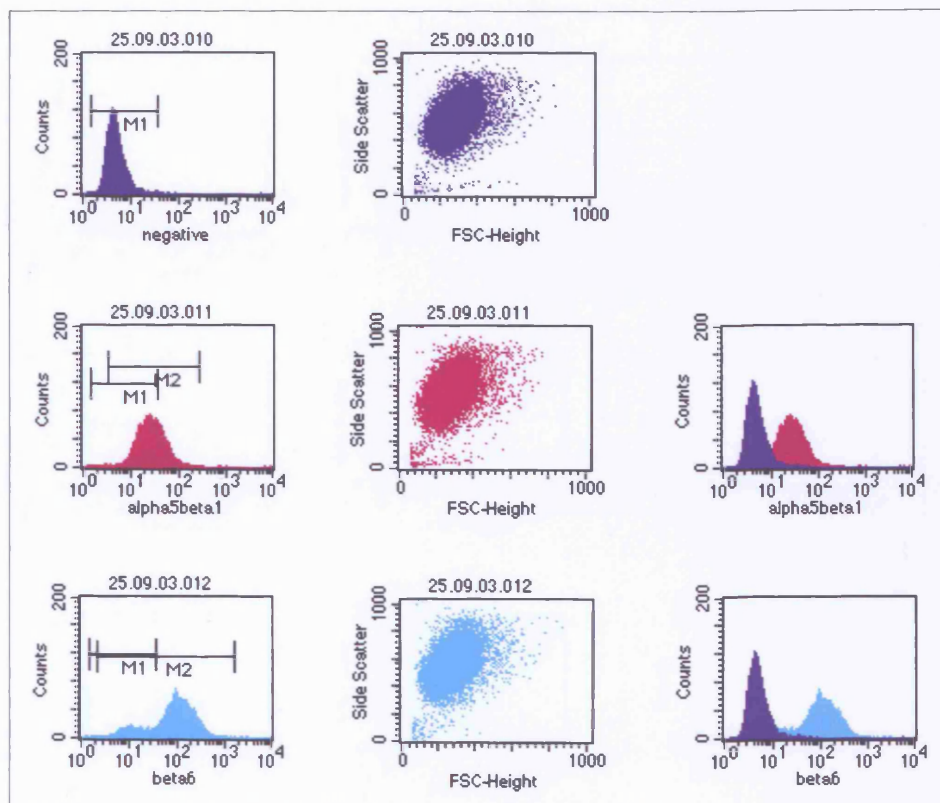 25.09.03.010
200
Counts
0
M1
10^0 10^1 10^2 10^3 10^4
negative
25.09.03.010
1000
Side Scatter
0
0 1000
FSC-Height
25.09.03.011
200
Counts
0
M1 M2
10^0 10^1 10^2 10^3 10^4
alpha5beta1
25.09.03.011
1000
Side Scatter
0
0 1000
FSC-Height
200
Counts
0
10^0 10^1 10^2 10^3 10^4
alpha5beta1
25.09.03.012
200
Counts
0
M1 M2
10^0 10^1 10^2 10^3 10^4
beta6
25.09.03.012
1000
Side Scatter
0
0 1000
FSC-Height
200
Counts
0
10^0 10^1 10^2 10^3 10^4
beta6